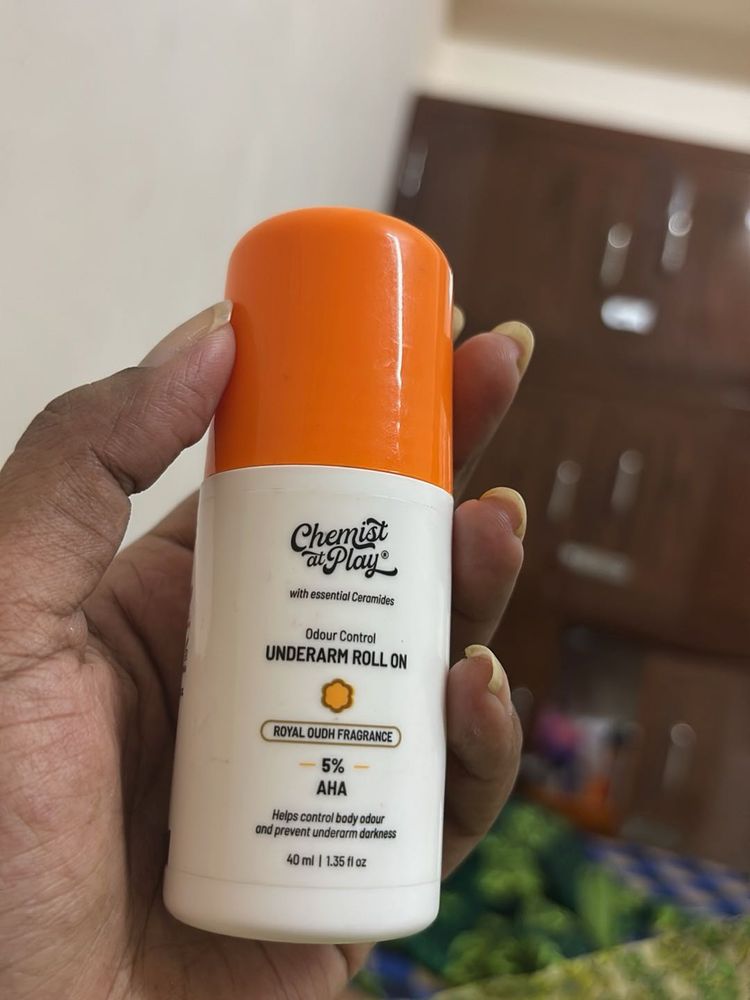 Chemist
at Play®
with essential Ceramides
Odour Control
UNDERARM ROLL ON
ROYAL OUDH FRAGRANCE
5%
AHA
Helps control body odour
and prevent underarm darkness
40 ml | 1.35 fl oz